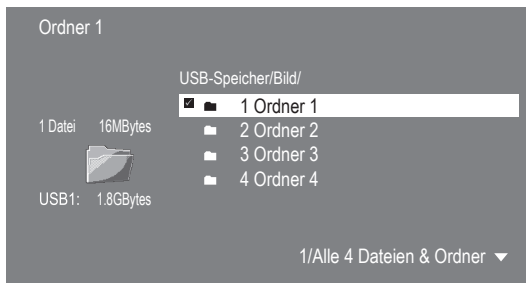 Ordner 1
USB-Speicher/Bild/
1 Ordner 1
2 Ordner 2
3 Ordner 3
4 Ordner 4
1 Datei 16MBytes
USB1: 1.8GBytes
1/Alle 4 Dateien & Ordner